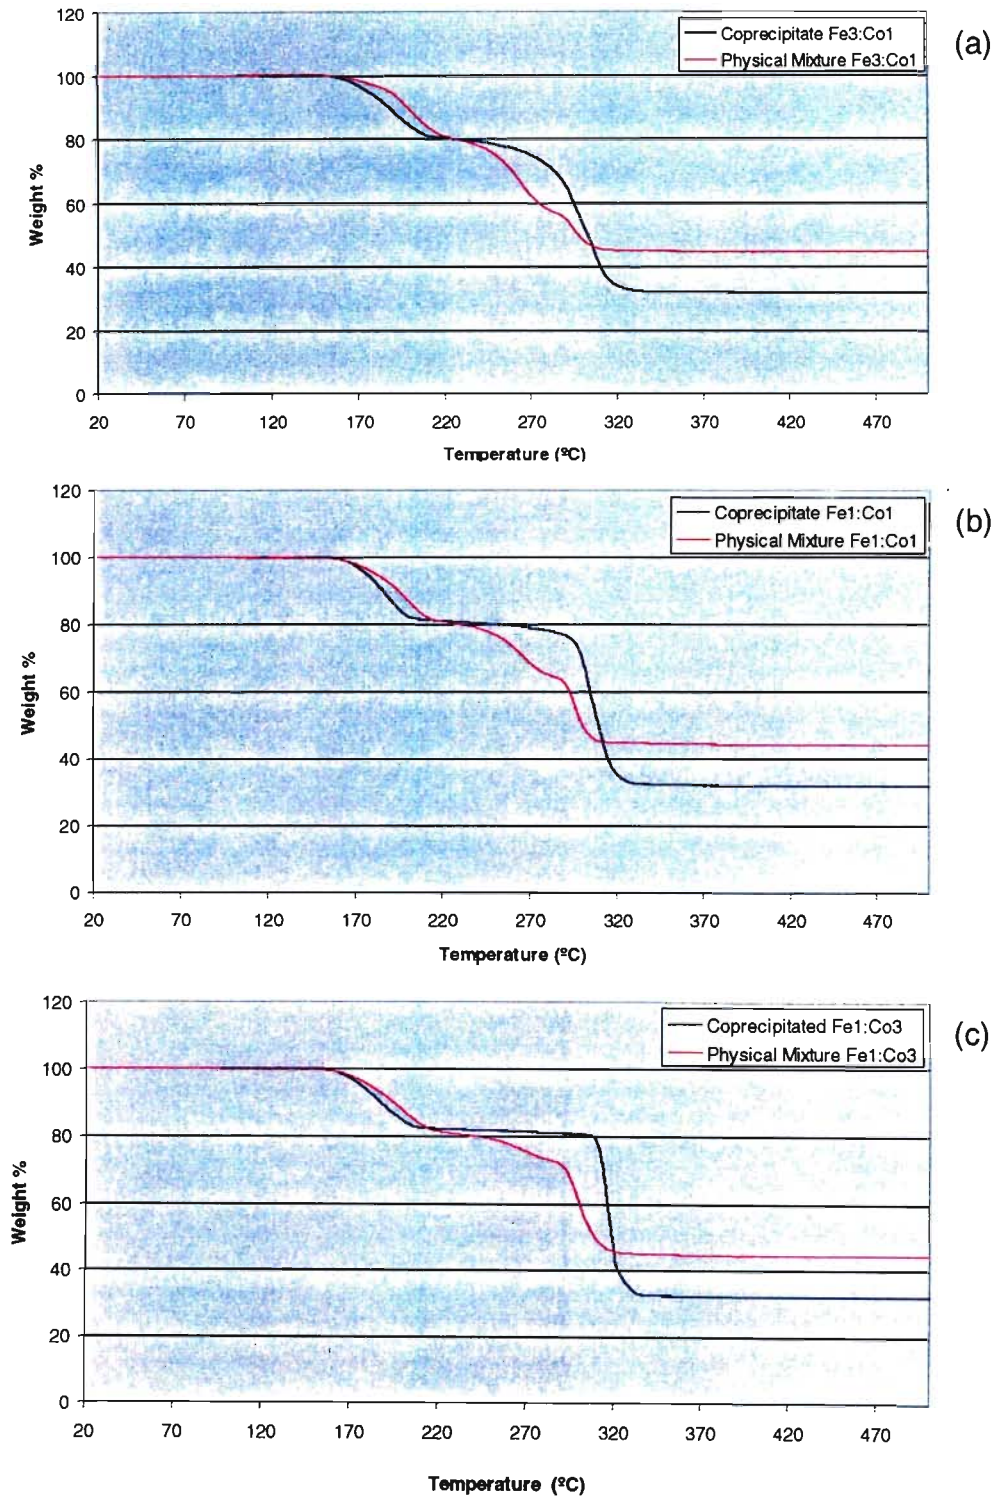 120
100
80
60
40
20
0
Weight %
Coprecipitate Fe3:Co1
Physical Mixture Fe3:Co1
(a)
20 70 120 170 220 270 320 370 420 470
Temperature (ºC)
120
100
80
60
40
20
0
Weight %
Coprecipitate Fe1:Co1
Physical Mixture Fe1:Co1
(b)
20 70 120 170 220 270 320 370 420 470
Temperature (ºC)
120
100
80
60
40
20
0
Weight %
Coprecipitated Fe1:Co3
Physical Mixture Fe1:Co3
(c)
20 70 120 170 220 270 320 370 420 470
Temperature (ºC)